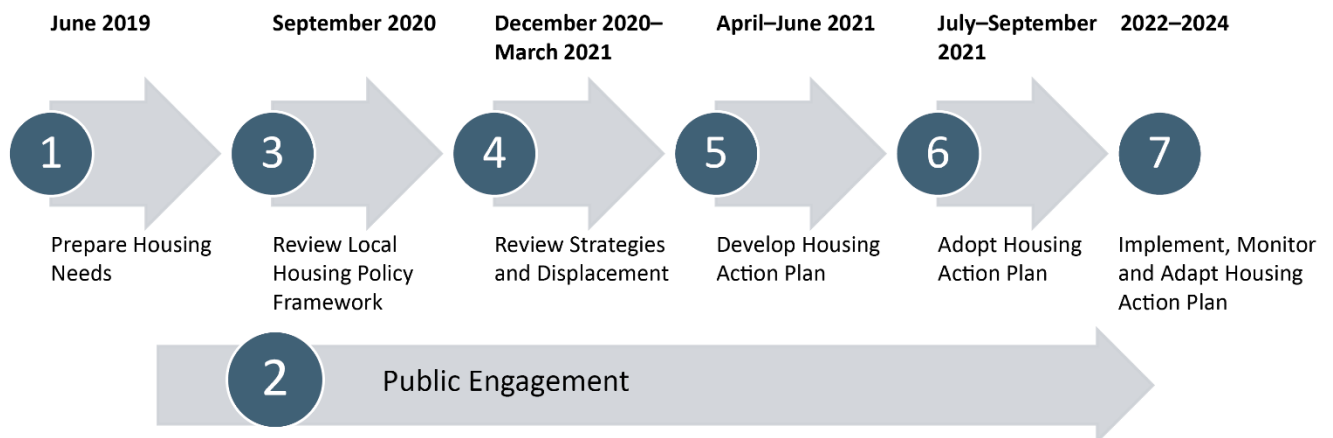 June 2019
September 2020
December 2020–
March 2021
April–June 2021
July–September
2021
2022–2024
1
3
4
5
6
7
Prepare Housing
Needs
Review Local
Housing Policy
Framework
Review Strategies
and Displacement
Develop Housing
Action Plan
Adopt Housing
Action Plan
Implement, Monitor
and Adapt Housing
Action Plan
2
Public Engagement